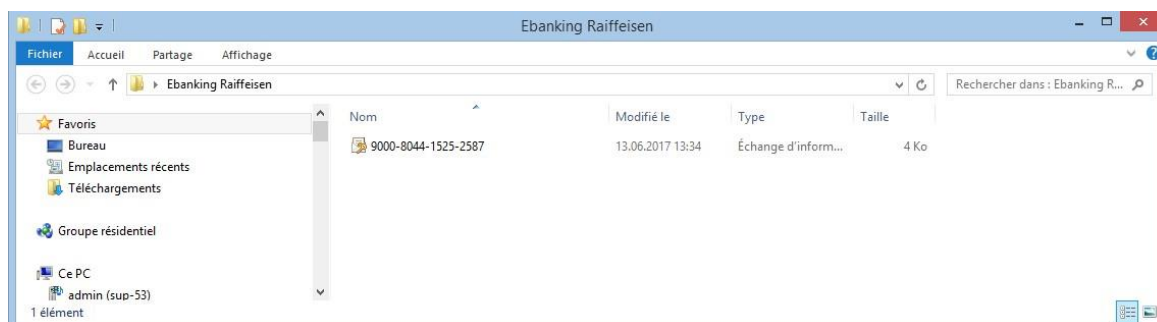 Ebanking Raiffeisen
Fichier Accueil Partage Affichage
Ebanking Raiffeisen Rechercher dans : Ebanking R...
Favoris
Bureau
Emplacements récents
Téléchargements
Groupe résidentiel
Ce PC
admin (sup-53)
Nom Modifié le Type Taille
9000-8044-1525-2587 13.06.2017 13:34 Échange d'inform... 4 Ko
1 élément